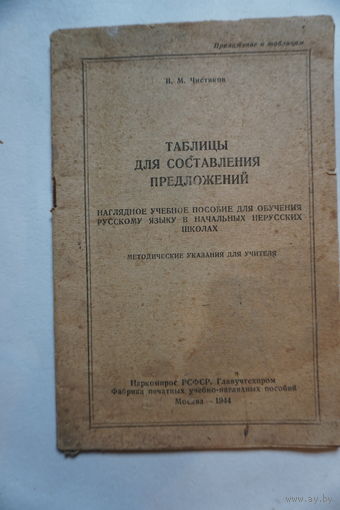 Приложение к таблицам
В. М. Чистяков
ТАБЛИЦЫ
ДЛЯ СОСТАВЛЕНИЯ
ПРЕДЛОЖЕНИЙ
НАГЛЯДНОЕ УЧЕБНОЕ ПОСОБИЕ ДЛЯ ОБУЧЕНИЯ
РУССКОМУ ЯЗЫКУ В НАЧАЛЬНЫХ НЕРУССКИХ
ШКОЛАХ
МЕТОДИЧЕСКИЕ УКАЗАНИЯ ДЛЯ УЧИТЕЛЯ
Наркомпрос РСФСР, Главучтехпром
Фабрика печатных учебно-наглядных пособий
Москва — 1944
www.ay.by